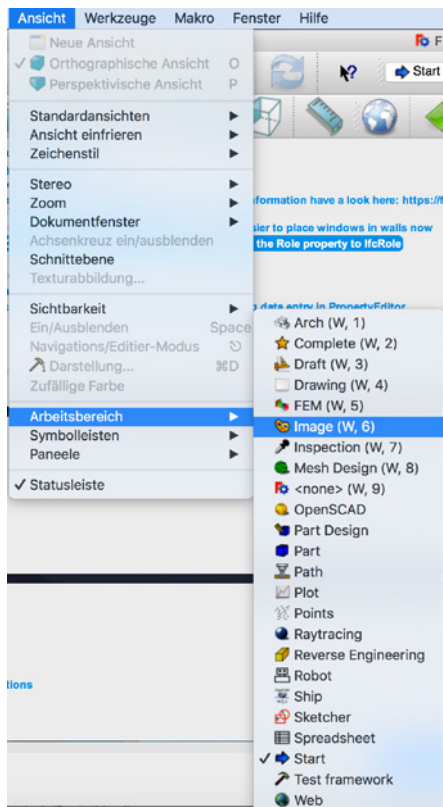 Ansicht Werkzeuge Makro Fenster Hilfe
Neue Ansicht
✓ Orthographische Ansicht O
Perspektivische Ansicht P
Start
Standardansichten
Ansicht einfrieren
Zeichenstil
Stereo
Zoom
Dokumentfenster
Achsenkreuz ein/ausblenden
Schnittebene
Texturabbildung...
formation have a look here: https://f
sier to place windows in walls now
the Role property to IfcRole
data entry in PropertyEditor
Sichtbarkeit
Ein/Ausblenden Space
Navigations/Editier-Modus
Darstellung... ⌘D
Zufällige Farbe
Arbeitsbereich
Symbolleisten
Paneele
✓ Statusleiste
Arch (W, 1)
Complete (W, 2)
Draft (W, 3)
Drawing (W, 4)
FEM (W, 5)
Image (W, 6)
Inspection (W, 7)
Mesh Design (W, 8)
<none> (W, 9)
OpenSCAD
Part Design
Part
Path
Plot
Points
Raytracing
Reverse Engineering
Robot
Ship
Sketcher
Spreadsheet
✓ Start
Test framework
Web
tions